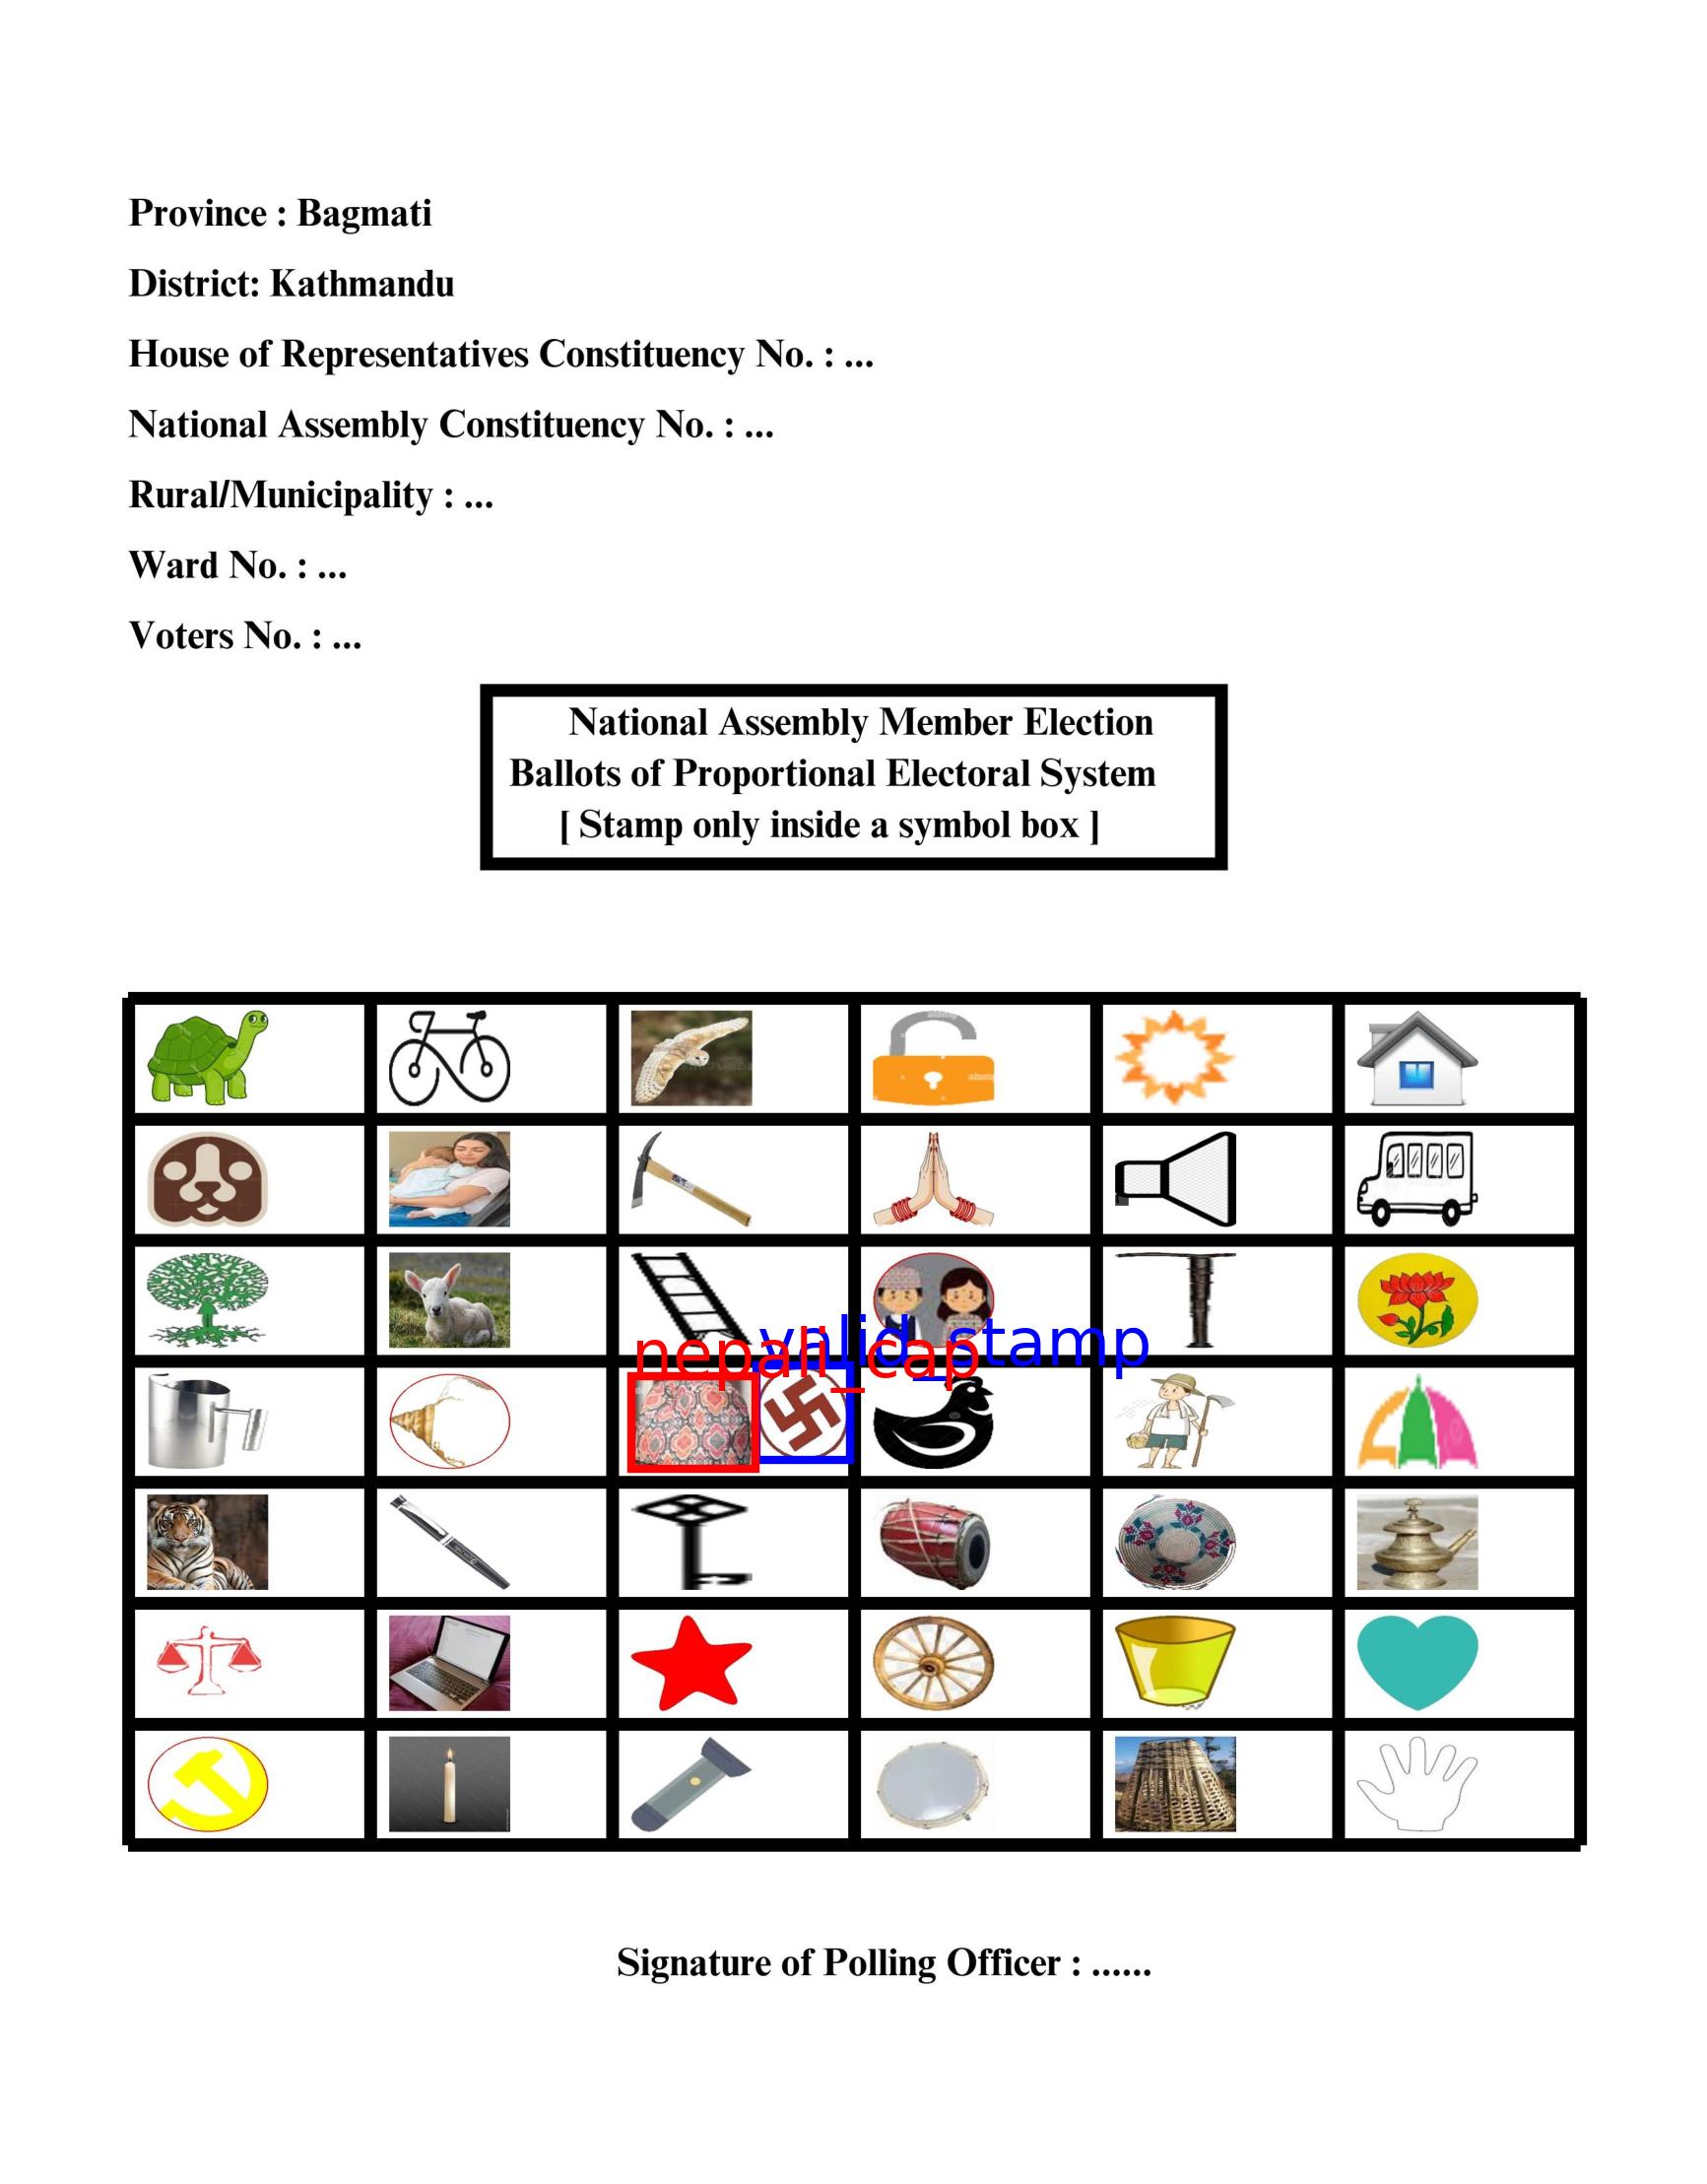 Province : Bagmati
District: Kathmandu
House of Representatives Constituency No. : ...
National Assembly Constituency No. : ...
Rural/Municipality : ...
Ward No. : ...
Voters No. : ...
National Assembly Member Election
Ballots of Proportional Electoral System
[ Stamp only inside a symbol box ]
valid_stamp
nepali_cap
Signature of Polling Officer : ......